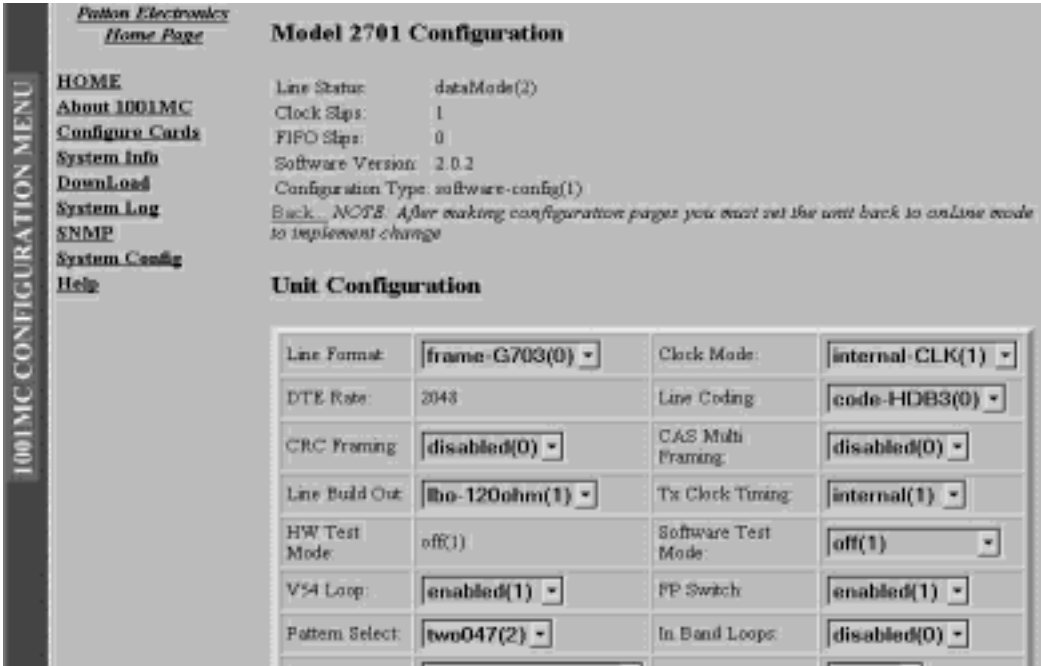 1001MC CONFIGURATION MENU
Patton Electronics
Home Page
HOME
About 1001MC
Configure Cards
System Info
DownLoad
System Log
SNMP
System Config
Help
Model 2701 Configuration
Line Status: dataMode(2)
Clock Slips: 1
FIFO Slips: 0
Software Version: 2.0.2
Configuration Type: software-config(1)
Back... NOTE: After making configuration pages you must set the unit back to onLine mode
to implement change
Unit Configuration
Line Format: frame-G703(0) Clock Mode: internal-CLK(1)
DTE Rate: 2048 Line Coding: code-HDB3(0)
CRC Framing: disabled(0) CAS Multi
Framing: disabled(0)
Line Build Out: lbo-120ohm(1) Tx Clock Timing: internal(1)
HW Test
Mode: off(1) Software Test
Mode: off(1)
V54 Loop: enabled(1) FP Switch: enabled(1)
Pattern Select: two047(2) In Band Loops: disabled(0)